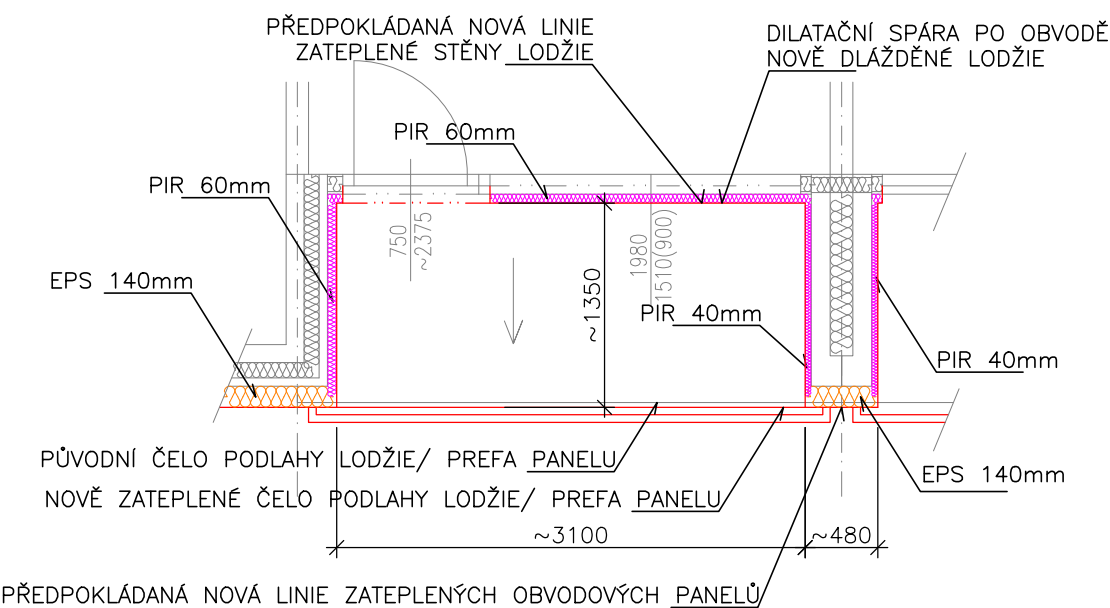 PŘEDPOKLÁDANÁ NOVÁ LINIE
ZATEPLENÉ STĚNY LODŽIE
DILATAČNÍ SPÁRA PO OBVODĚ
NOVĚ DLÁŽDĚNÉ LODŽIE
PIR 60mm
PIR 60mm
750
~2375
1980
1510(900)
~1350
EPS 140mm
PIR 40mm
PIR 40mm
PŮVODNÍ ČELO PODLAHY LODŽIE/ PREFA PANELU
EPS 140mm
NOVĚ ZATEPLENÉ ČELO PODLAHY LODŽIE/ PREFA PANELU
~3100
~480
PŘEDPOKLÁDANÁ NOVÁ LINIE ZATEPLENÝCH OBVODOVÝCH PANELŮ